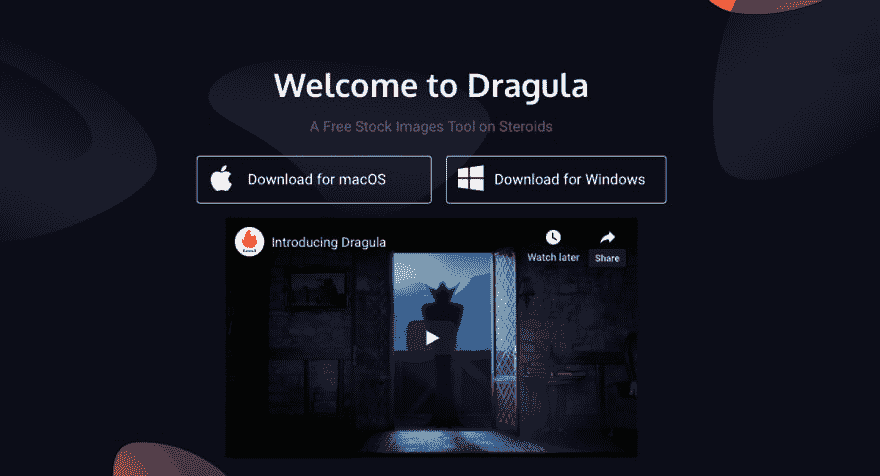 Welcome to Dragula
A Free Stock Images Tool on Steroids
Download for macOS
Download for Windows
Introducing Dragula
Watch later
Share